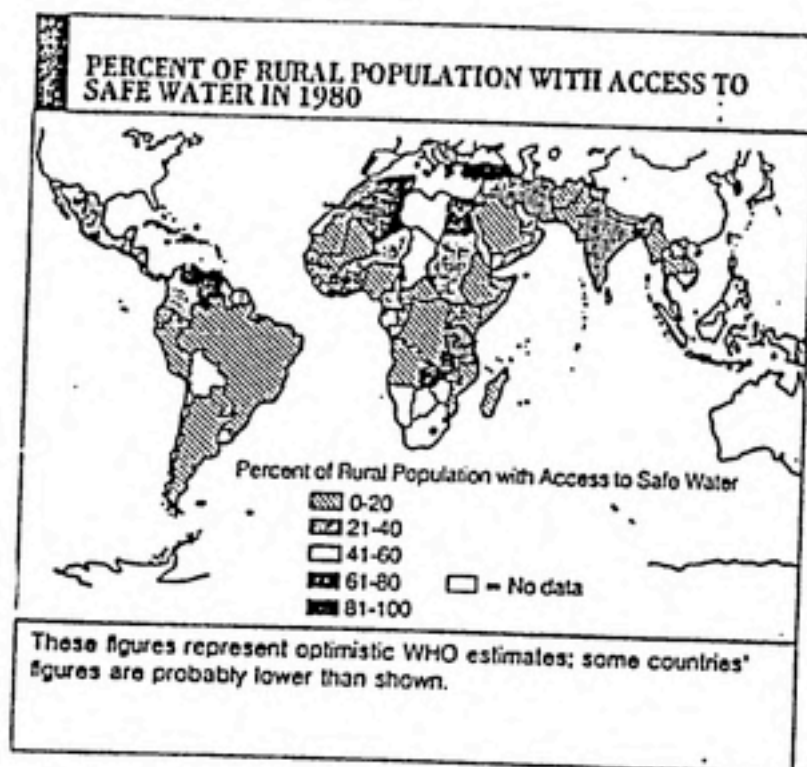 PERCENT OF RURAL POPULATION WITH ACCESS TO
SAFE WATER IN 1980
Percent of Rural Population with Access to Safe Water
0-20
21-40
41-60
61-80
81-100
= No data
These figures represent optimistic WHO estimates; some countries'
figures are probably lower than shown.